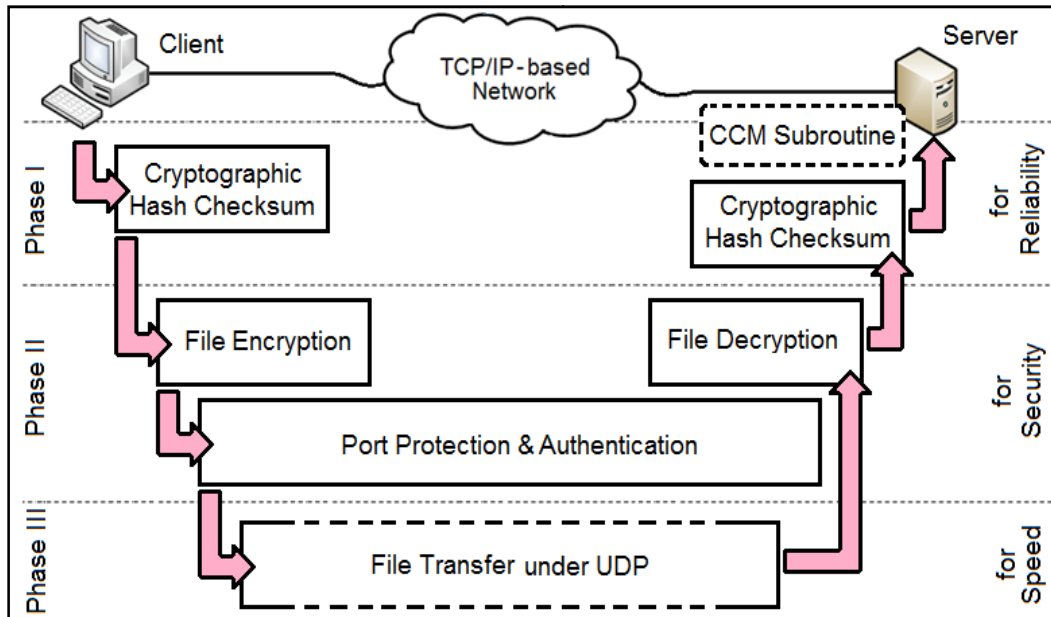 Client
Server
TCP/IP-based
Network
CCM Subroutine
Phase I
Cryptographic
Hash Checksum
Cryptographic
Hash Checksum
for
Reliability
Phase II
File Encryption
File Decryption
for
Security
Port Protection & Authentication
Phase III
File Transfer under UDP
for
Speed